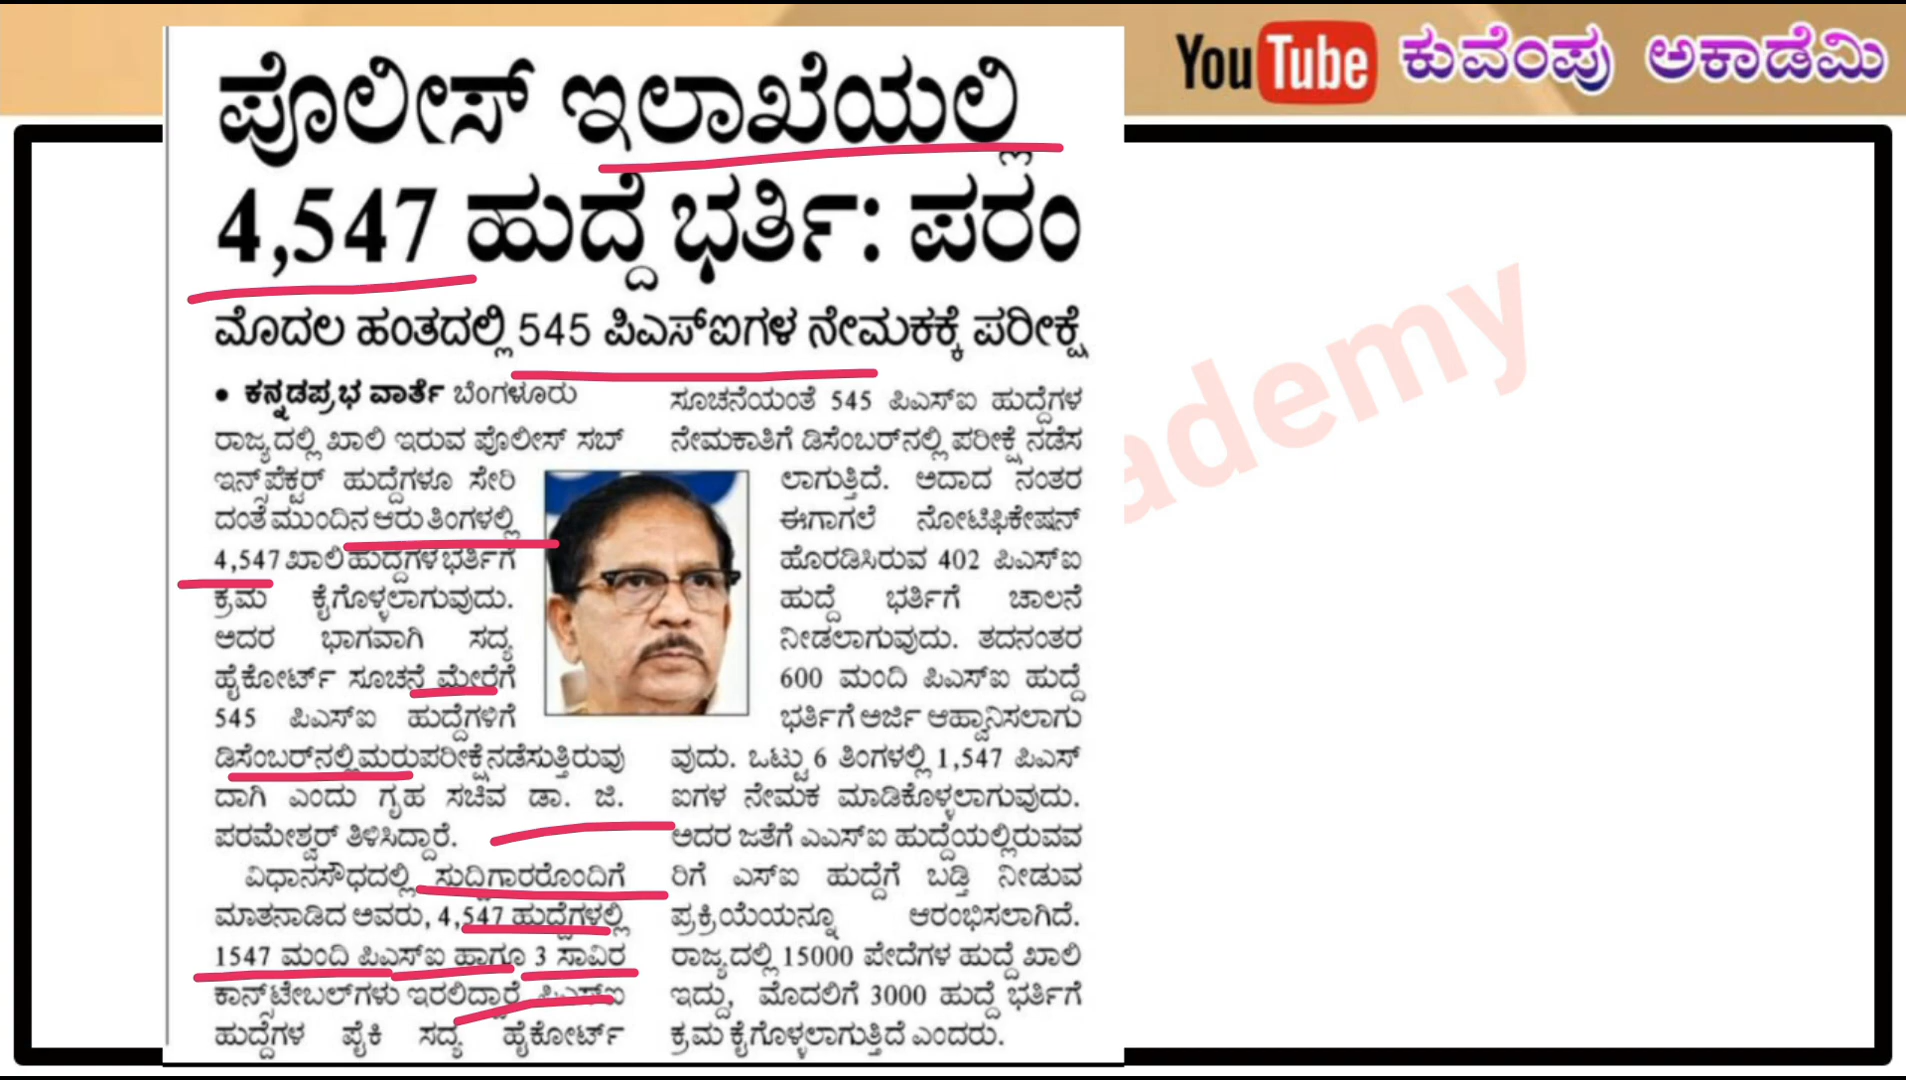 YouTube ಕುವೆಂಪು ಅಕಾಡೆಮಿ
ಪೊಲೀಸ್ ಇಲಾಖೆಯಲ್ಲಿ
4,547 ಹುದ್ದೆ ಭರ್ತಿ: ಪರಂ
ಮೊದಲ ಹಂತದಲ್ಲಿ 545 ಪಿಎಸ್‌ಐಗಳ ನೇಮಕಕ್ಕೆ ಪರೀಕ್ಷೆ
• ಕನ್ನಡಪ್ರಭ ವಾರ್ತೆ ಬೆಂಗಳೂರು
ರಾಜ್ಯದಲ್ಲಿ ಖಾಲಿ ಇರುವ ಪೊಲೀಸ್ ಸಬ್
ಇನ್ಸ್‌ಪೆಕ್ಟರ್ ಹುದ್ದೆಗಳೂ ಸೇರಿ
ದಂತೆ ಮುಂದಿನ ಆರು ತಿಂಗಳಲ್ಲಿ
4,547 ಖಾಲಿ ಹುದ್ದೆಗಳ ಭರ್ತಿಗೆ
ಕ್ರಮ ಕೈಗೊಳ್ಳಲಾಗುವುದು.
ಅದರ ಭಾಗವಾಗಿ ಸದ್ಯ
ಹೈಕೋರ್ಟ್ ಸೂಚನೆ ಮೇರೆಗೆ
545 ಪಿಎಸ್‌ಐ ಹುದ್ದೆಗಳಿಗೆ
ಡಿಸೆಂಬರ್‌ನಲ್ಲಿ ಮರುಪರೀಕ್ಷೆ ನಡೆಸುತ್ತಿರುವು
ದಾಗಿ ಎಂದು ಗೃಹ ಸಚಿವ ಡಾ. ಜಿ.
ಪರಮೇಶ್ವರ್ ತಿಳಿಸಿದ್ದಾರೆ.
ವಿಧಾನಸೌಧದಲ್ಲಿ ಸುದ್ದಿಗಾರರೊಂದಿಗೆ
ಮಾತನಾಡಿದ ಅವರು, 4,547 ಹುದ್ದೆಗಳಲ್ಲಿ
1547 ಮಂದಿ ಪಿಎಸ್‌ಐ ಹಾಗೂ 3 ಸಾವಿರ
ಕಾನ್ಸ್‌ಟೇಬಲ್‌ಗಳು ಇರಲಿದ್ದಾರೆ. ಪಿಎಸ್‌ಐ
ಹುದ್ದೆಗಳ ಪೈಕಿ ಸದ್ಯ ಹೈಕೋರ್ಟ್
ಸೂಚನೆಯಂತೆ 545 ಪಿಎಸ್‌ಐ ಹುದ್ದೆಗಳ
ನೇಮಕಾತಿಗೆ ಡಿಸೆಂಬರ್‌ನಲ್ಲಿ ಪರೀಕ್ಷೆ ನಡೆಸ
ಲಾಗುತ್ತಿದೆ. ಅದಾದ ನಂತರ
ಈಗಾಗಲೆ ನೋಟಿಫಿಕೇಷನ್
ಹೊರಡಿಸಿರುವ 402 ಪಿಎಸ್‌ಐ
ಹುದ್ದೆ ಭರ್ತಿಗೆ ಚಾಲನೆ
ನೀಡಲಾಗುವುದು. ತದನಂತರ
600 ಮಂದಿ ಪಿಎಸ್‌ಐ ಹುದ್ದೆ
ಭರ್ತಿಗೆ ಅರ್ಜಿ ಆಹ್ವಾನಿಸಲಾಗು
ವುದು. ಒಟ್ಟು 6 ತಿಂಗಳಲ್ಲಿ 1,547 ಪಿಎಸ್
ಐಗಳ ನೇಮಕ ಮಾಡಿಕೊಳ್ಳಲಾಗುವುದು.
ಅದರ ಜತೆಗೆ ಎಎಸ್‌ಐ ಹುದ್ದೆಯಲ್ಲಿರುವವ
ರಿಗೆ ಎಸ್‌ಐ ಹುದ್ದೆಗೆ ಬಡ್ತಿ ನೀಡುವ
ಪ್ರಕ್ರಿಯೆಯನ್ನೂ ಆರಂಭಿಸಲಾಗಿದೆ.
ರಾಜ್ಯದಲ್ಲಿ 15000 ಪೇದೆಗಳ ಹುದ್ದೆ ಖಾಲಿ
ಇದ್ದು, ಮೊದಲಿಗೆ 3000 ಹುದ್ದೆ ಭರ್ತಿಗೆ
ಕ್ರಮ ಕೈಗೊಳ್ಳಲಾಗುತ್ತಿದೆ ಎಂದರು.
ademy